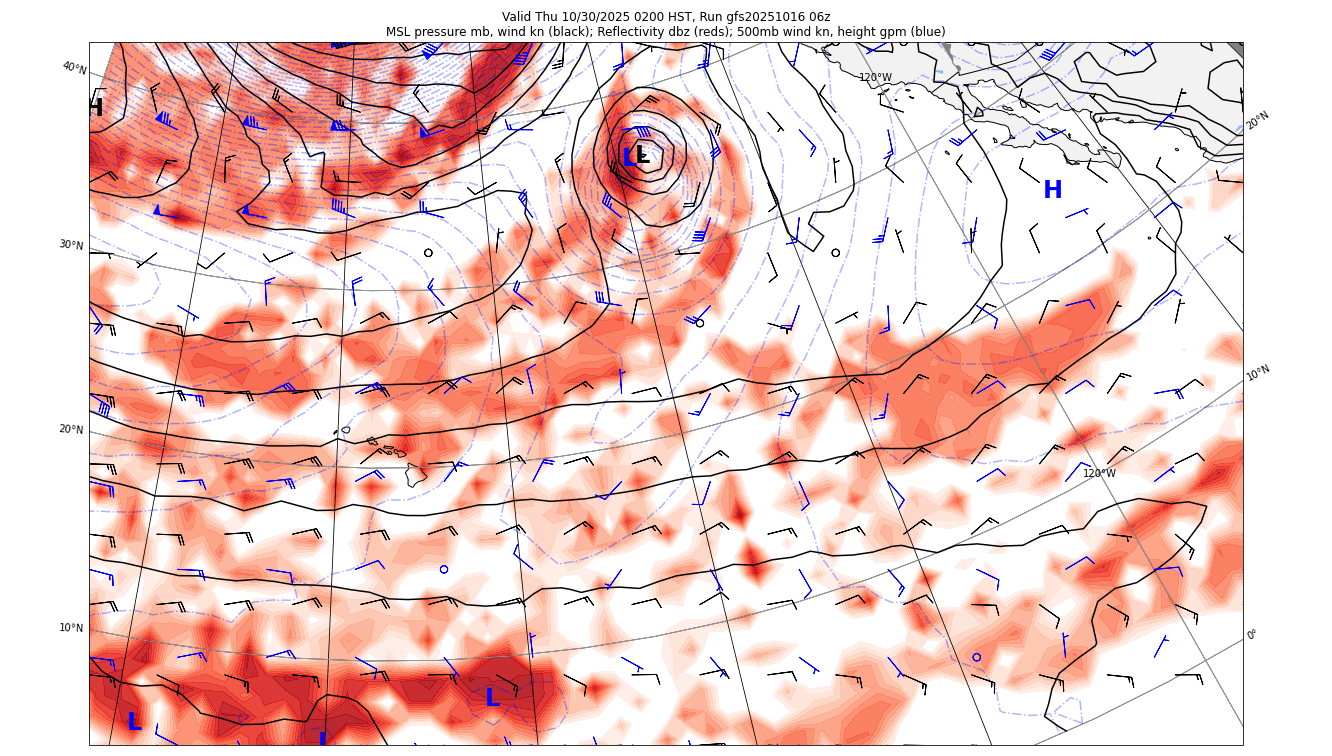 Valid Thu 10/30/2025 0200 HST, Run gfs20251016 06z
MSL pressure mb, wind kn (black); Reflectivity dbz (reds); 500mb wind kn, height gpm (blue)
40°N
120°W
H
20°N
L L
H
30°N
10°N
20°N
120°W
10°N
0°
L
L
L